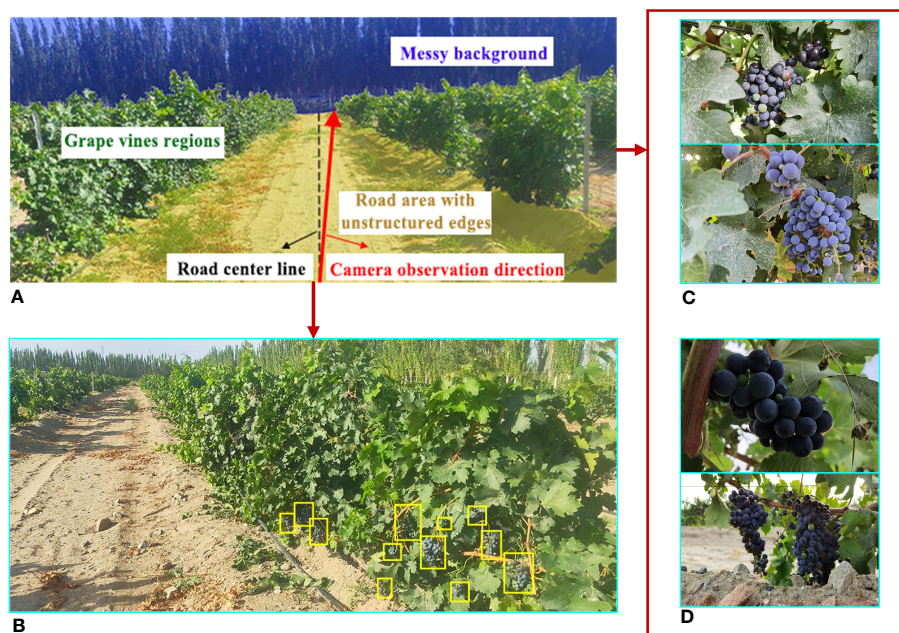 Messy background
Grape vines regions
Road area with
unstructured edges
Road center line
Camera observation direction
A
C
B
D